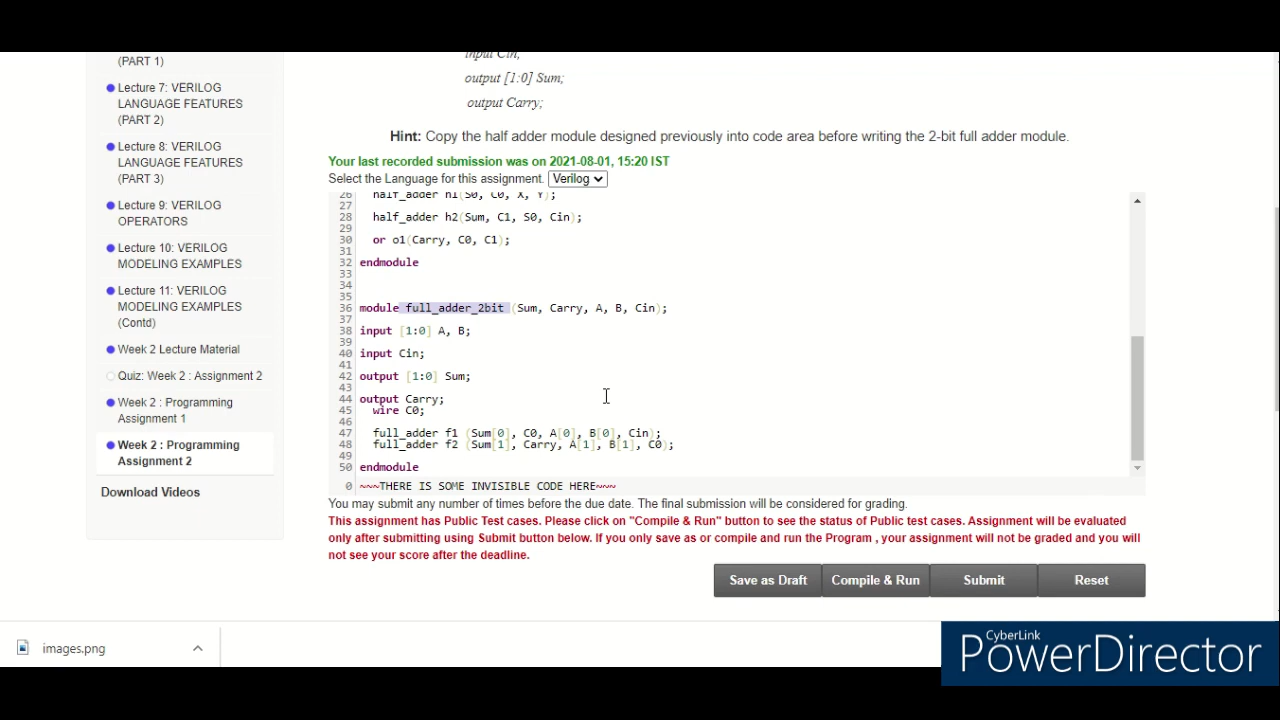 (PART 1)
Lecture 7: VERILOG
LANGUAGE FEATURES
(PART 2)
Lecture 8: VERILOG
LANGUAGE FEATURES
(PART 3)
Lecture 9: VERILOG
OPERATORS
Lecture 10: VERILOG
MODELING EXAMPLES
Lecture 11: VERILOG
MODELING EXAMPLES
(Contd)
Week 2 Lecture Material
Quiz: Week 2 : Assignment 2
Week 2 : Programming
Assignment 1
Week 2 : Programming
Assignment 2
Download Videos
input Cin;
output [1:0] Sum;
output Carry;
Hint: Copy the half adder module designed previously into code area before writing the 2-bit full adder module.
Your last recorded submission was on 2021-08-01, 15:20 IST
Select the Language for this assignment. Verilog
26 half_adder h1(S0, C0, X, Y);
27
28 half_adder h2(Sum, C1, S0, Cin);
29
30 or o1(Carry, C0, C1);
31
32 endmodule
33
34
35
36 module full_adder_2bit (Sum, Carry, A, B, Cin);
37
38 input [1:0] A, B;
39
40 input Cin;
41
42 output [1:0] Sum;
43
44 output Carry;
45 wire C0;
46
47 full_adder f1 (Sum[0], C0, A[0], B[0], Cin);
48 full_adder f2 (Sum[1], Carry, A[1], B[1], C0);
49
50 endmodule
0 ~~~THERE IS SOME INVISIBLE CODE HERE~~~
You may submit any number of times before the due date. The final submission will be considered for grading.
This assignment has Public Test cases. Please click on "Compile & Run" button to see the status of Public test cases. Assignment will be evaluated
only after submitting using Submit button below. If you only save as or compile and run the Program , your assignment will not be graded and you will
not see your score after the deadline.
Save as Draft Compile & Run Submit Reset
images.png
CyberLink
PowerDirector